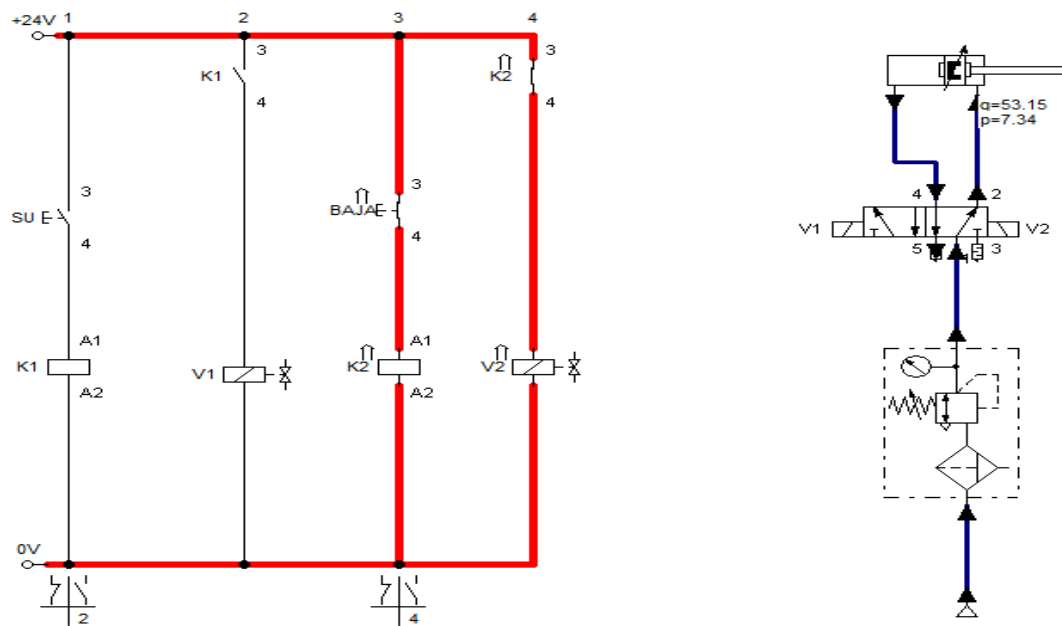 +24V 1 2 3 4
3 3
K1 K2
4 4
3 3
SU BAJA
4 4
A1 A1
K1 V1 K2 V2
A2 A2
0V
2 4
q=53.15
p=7.34
4 2
V1 V2
5 3